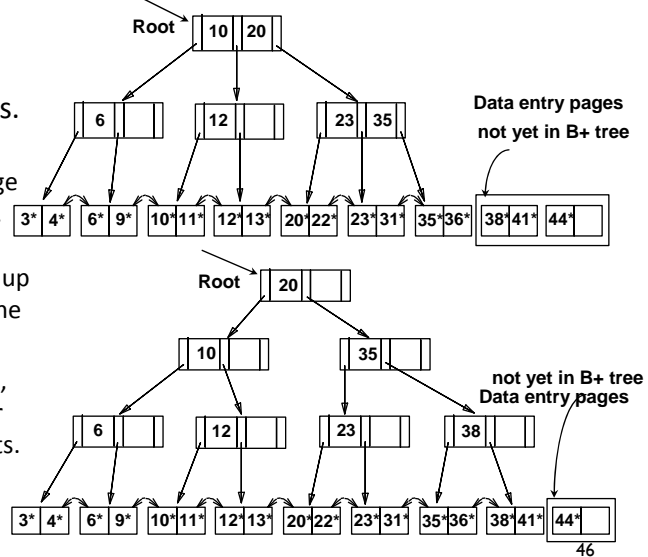 Root
10 20
s.
6 12 23 35
Data entry pages
not yet in B+ tree
ge
3* 4* 6* 9* 10* 11* 12* 13* 20* 22* 23* 31* 35* 36* 38* 41* 44*
up
Root 20
ne
10 35
,
not yet in B+ tree
Data entry pages
6 12 23 38
ts.
3* 4* 6* 9* 10* 11* 12* 13* 20* 22* 23* 31* 35* 36* 38* 41* 44*
46